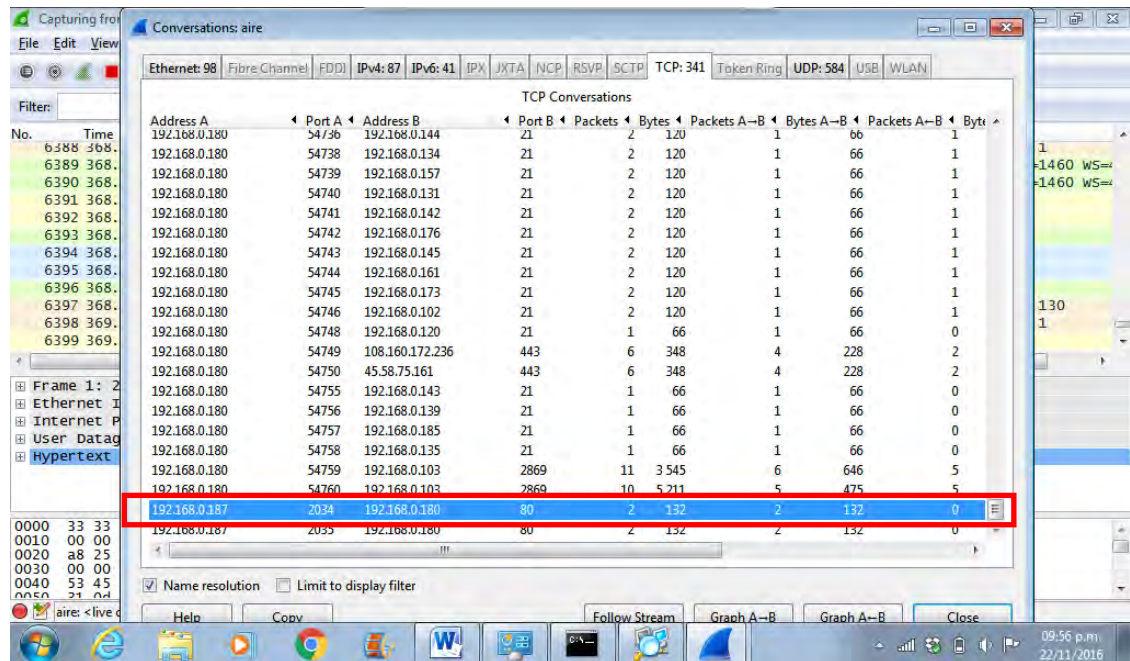 Capturing fro
Conversations: aire
File Edit View
Ethernet: 98 Fibre Channel FDDI IPv4: 87 IPv6: 41 IPX JXTA NCP RSVP SCTP TCP: 341 Token Ring UDP: 584 USB WLAN
Filter:
TCP Conversations
Address A Port A Address B Port B Packets Bytes Packets A→B Bytes A→B Packets A←B Byte
No. Time
192.168.0.180 54736 192.168.0.144 21 2 120 1 66 1
192.168.0.180 54738 192.168.0.134 21 2 120 1 66 1
192.168.0.180 54739 192.168.0.157 21 2 120 1 66 1
192.168.0.180 54740 192.168.0.131 21 2 120 1 66 1
192.168.0.180 54741 192.168.0.142 21 2 120 1 66 1
192.168.0.180 54742 192.168.0.176 21 2 120 1 66 1
192.168.0.180 54743 192.168.0.145 21 2 120 1 66 1
192.168.0.180 54744 192.168.0.161 21 2 120 1 66 1
192.168.0.180 54745 192.168.0.173 21 2 120 1 66 1
192.168.0.180 54746 192.168.0.102 21 2 120 1 66 1
192.168.0.180 54748 192.168.0.120 21 1 66 1 66 0
192.168.0.180 54749 108.160.172.236 443 6 348 4 228 2
192.168.0.180 54750 45.58.75.161 443 6 348 4 228 2
192.168.0.180 54755 192.168.0.143 21 1 66 1 66 0
192.168.0.180 54756 192.168.0.139 21 1 66 1 66 0
192.168.0.180 54757 192.168.0.185 21 1 66 1 66 0
192.168.0.180 54758 192.168.0.135 21 1 66 1 66 0
192.168.0.180 54759 192.168.0.103 2869 11 3 545 6 646 5
192.168.0.180 54760 192.168.0.103 2869 10 5 211 5 475 5
192.168.0.187 2034 192.168.0.180 80 2 132 2 132 0
192.168.0.187 2035 192.168.0.180 80 2 132 2 132 0
6388 368.
6389 368.
6390 368.
6391 368.
6392 368.
6393 368.
6394 368.
6395 368.
6396 368.
6397 368.
6398 369.
6399 369.
1
=1460 WS=4
=1460 WS=4
130
1
Frame 1: 2
Ethernet I
Internet P
User Datag
Hypertext
0000 33 33
0010 00 00
0020 a8 25
0030 00 00
0040 53 45
0050 31 0d
Name resolution Limit to display filter
aire: <live c
Help Copy Follow Stream Graph A→B Graph A←B Close
09:56 p.m.
22/11/2016